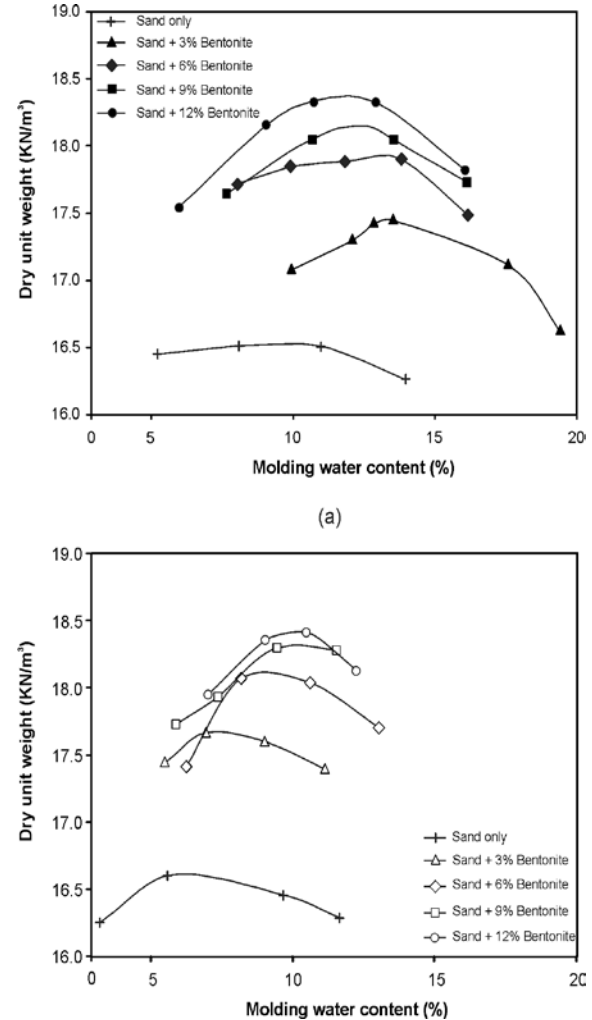 19.0
Sand only
Sand + 3% Bentonite
18.5
Sand + 6% Bentonite
Sand + 9% Bentonite
Sand + 12% Bentonite
18.0
17.5
17.0
16.5
16.0
Dry unit weight (KN/m³)
0 5 10 15 20
Molding water content (%)
(a)
19.0
18.5
18.0
17.5
17.0
16.5
16.0
Dry unit weight (KN/m³)
Sand only
Sand + 3% Bentonite
Sand + 6% Bentonite
Sand + 9% Bentonite
Sand + 12% Bentonite
0 5 10 15 20
Molding water content (%)